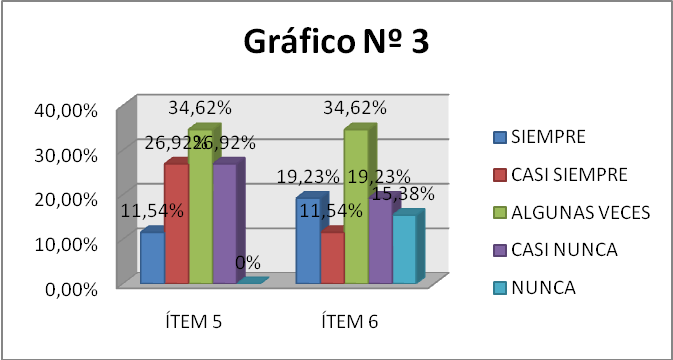 Gráfico Nº 3
40,00%
30,00%
20,00%
10,00%
0,00%
11,54%
26,92%
34,62%
26,92%
0%
19,23%
11,54%
34,62%
19,23%
15,38%
ÍTEM 5
ÍTEM 6
SIEMPRE
CASI SIEMPRE
ALGUNAS VECES
CASI NUNCA
NUNCA